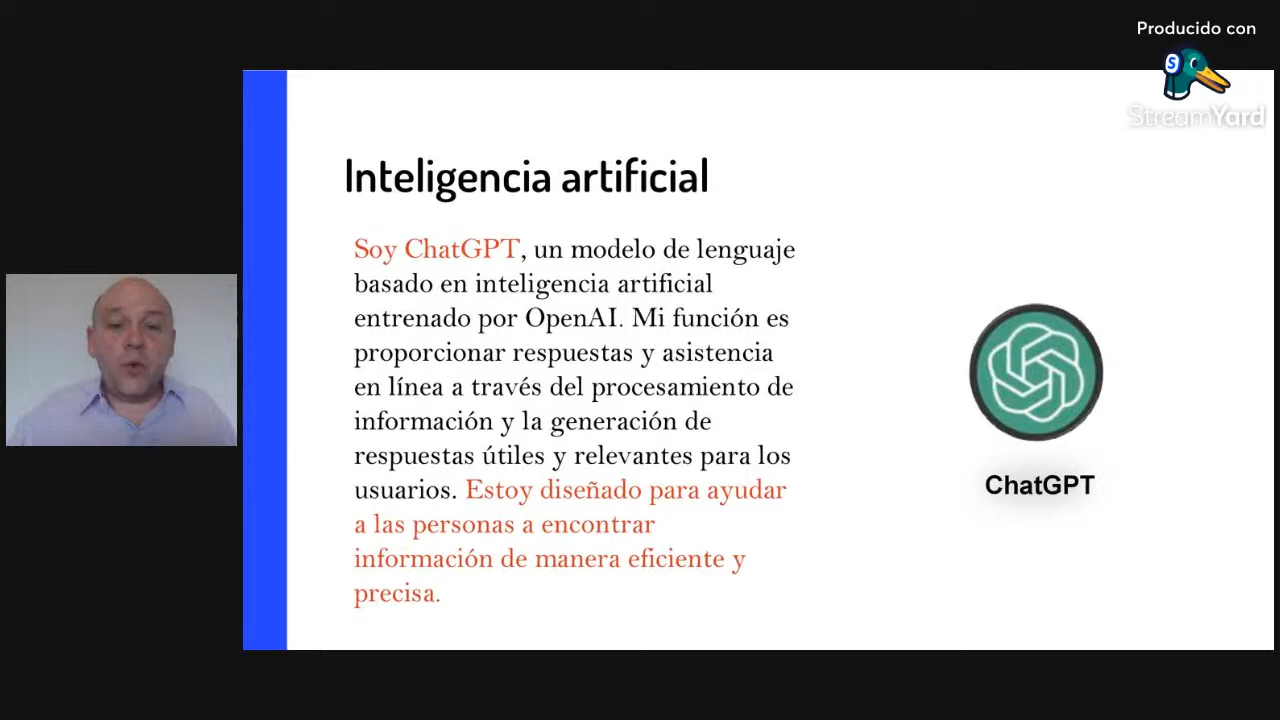 Producido con
StreamYard
Inteligencia artificial
Soy ChatGPT, un modelo de lenguaje
basado en inteligencia artificial
entrenado por OpenAI. Mi función es
proporcionar respuestas y asistencia
en línea a través del procesamiento de
información y la generación de
respuestas útiles y relevantes para los
usuarios. Estoy diseñado para ayudar
a las personas a encontrar
información de manera eficiente y
precisa.
ChatGPT